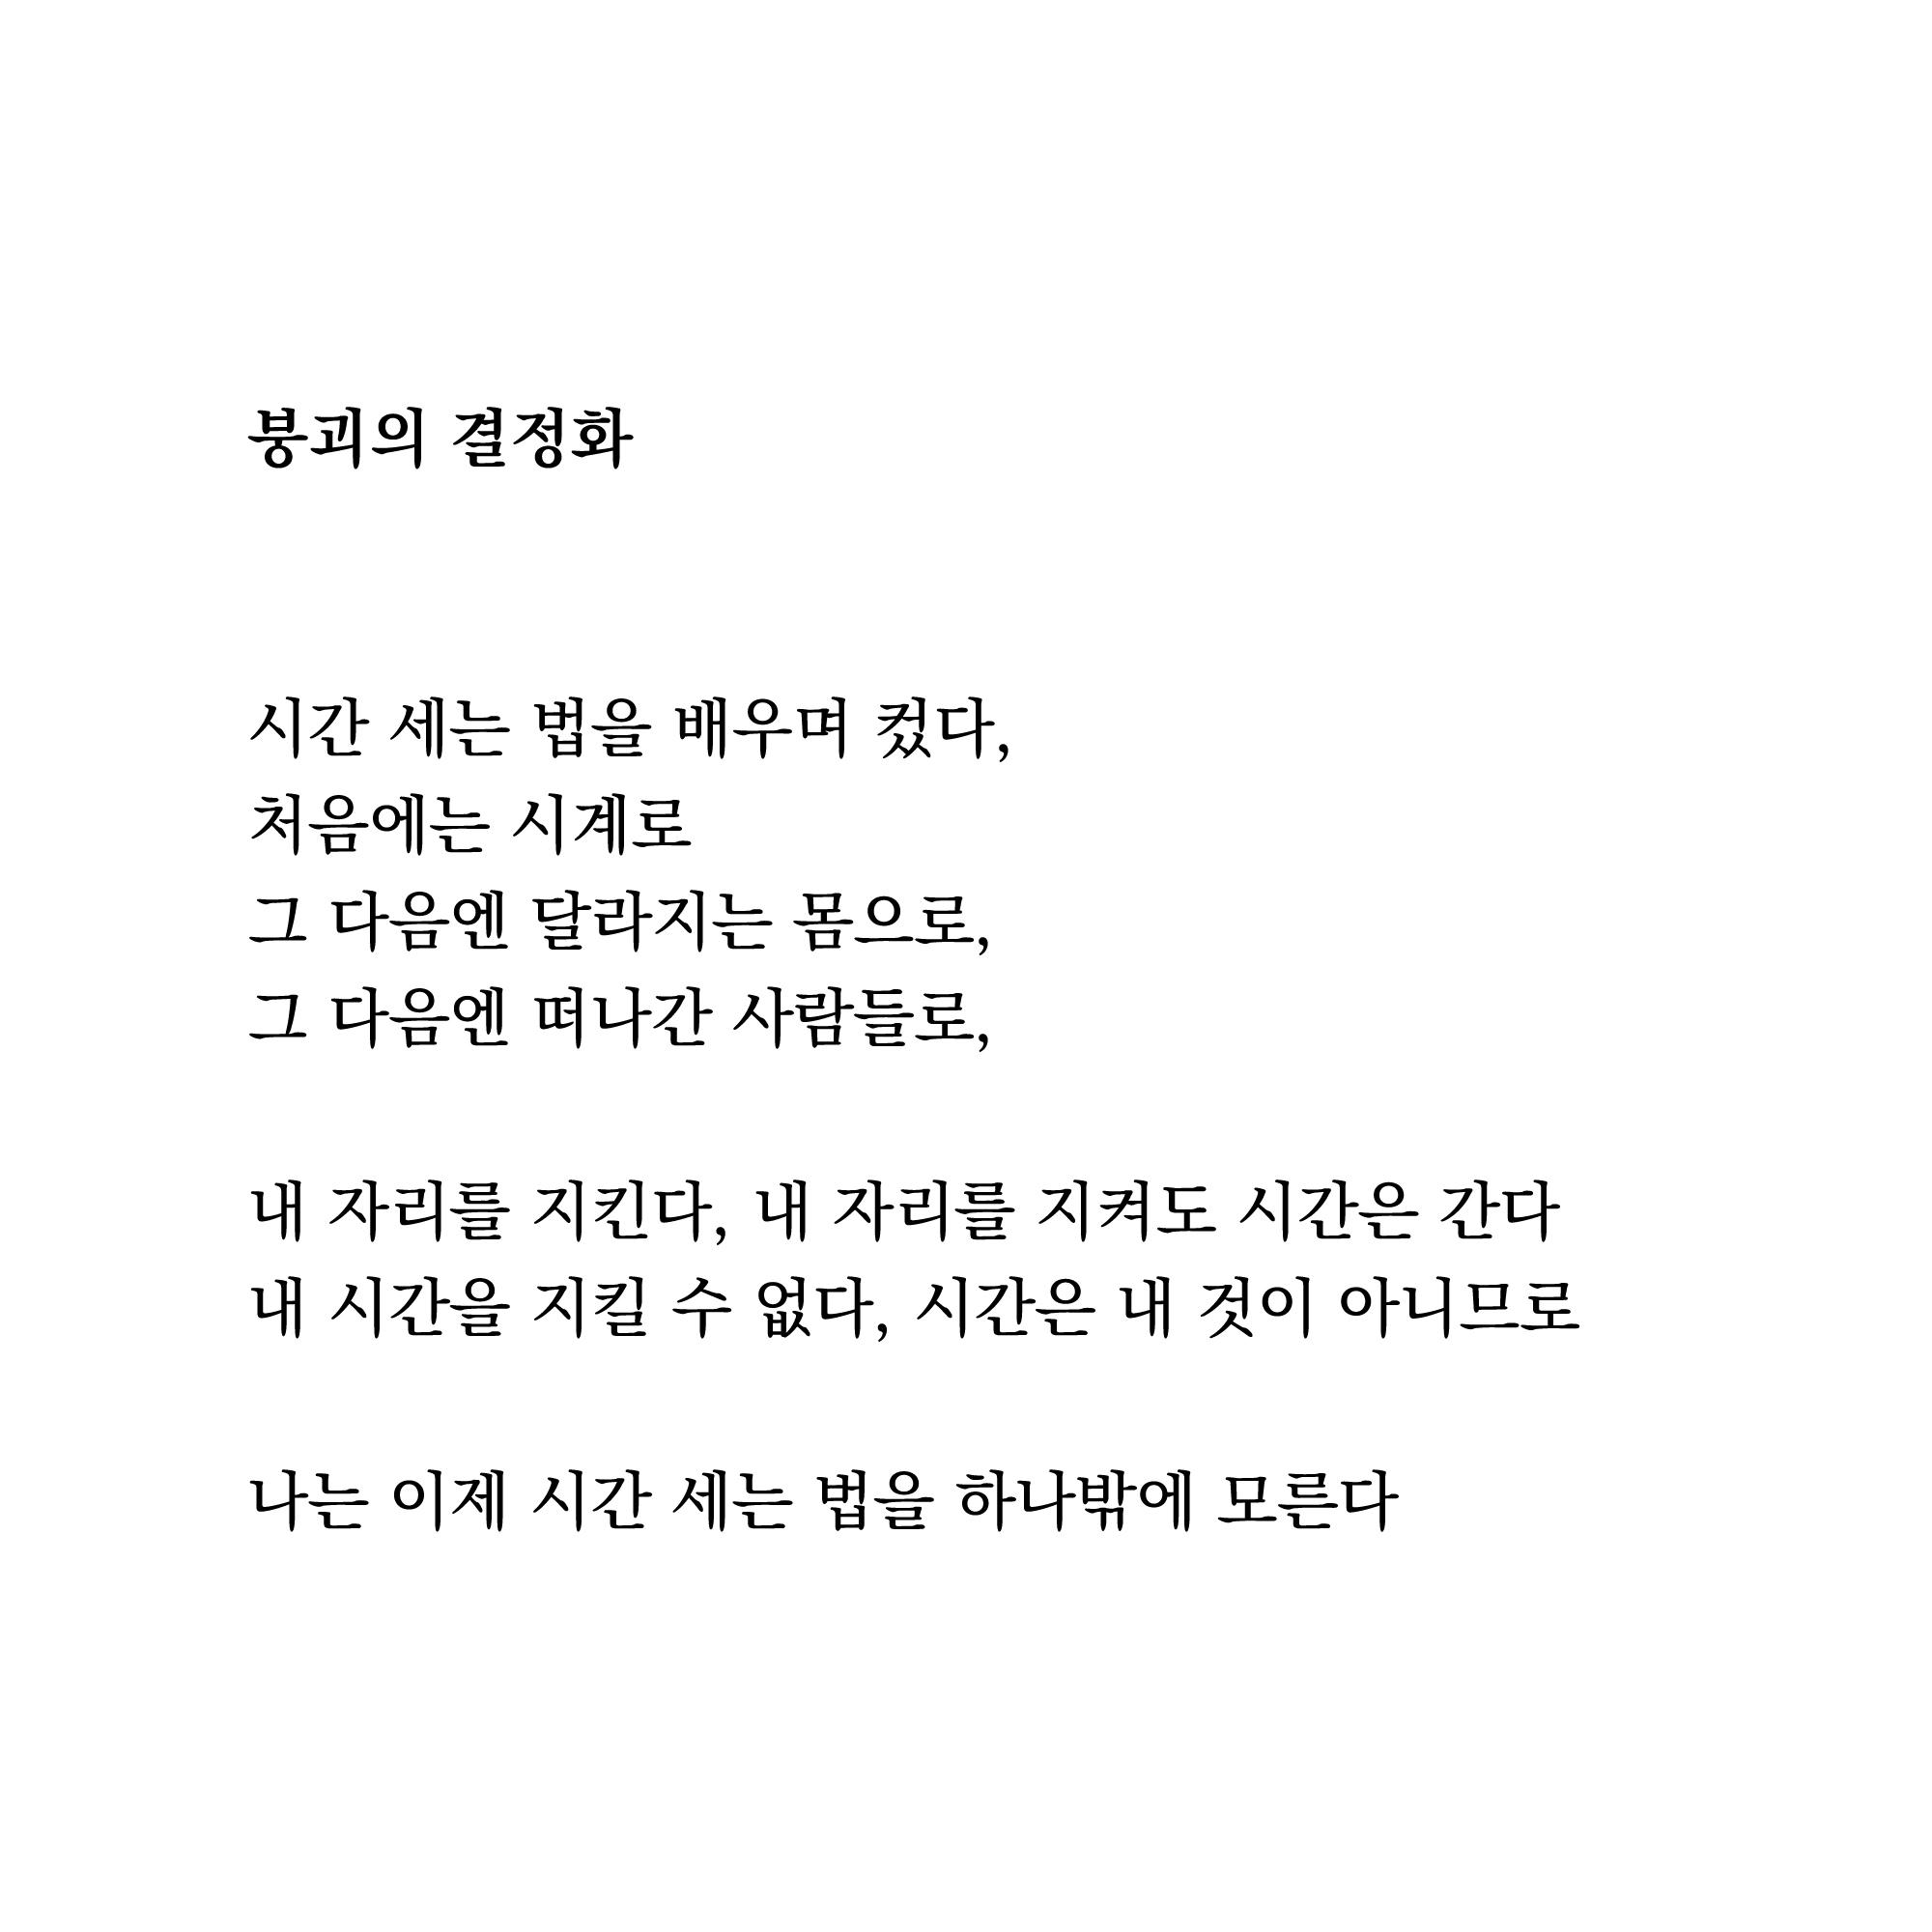 붕괴의 결정화
시간 세는 법을 배우며 컸다,
처음에는 시계로
그 다음엔 달라지는 몸으로,
그 다음엔 떠나간 사람들로,
내 자리를 지킨다, 내 자리를 지켜도 시간은 간다
내 시간을 지킬 수 없다, 시간은 내 것이 아니므로
나는 이제 시간 세는 법을 하나밖에 모른다